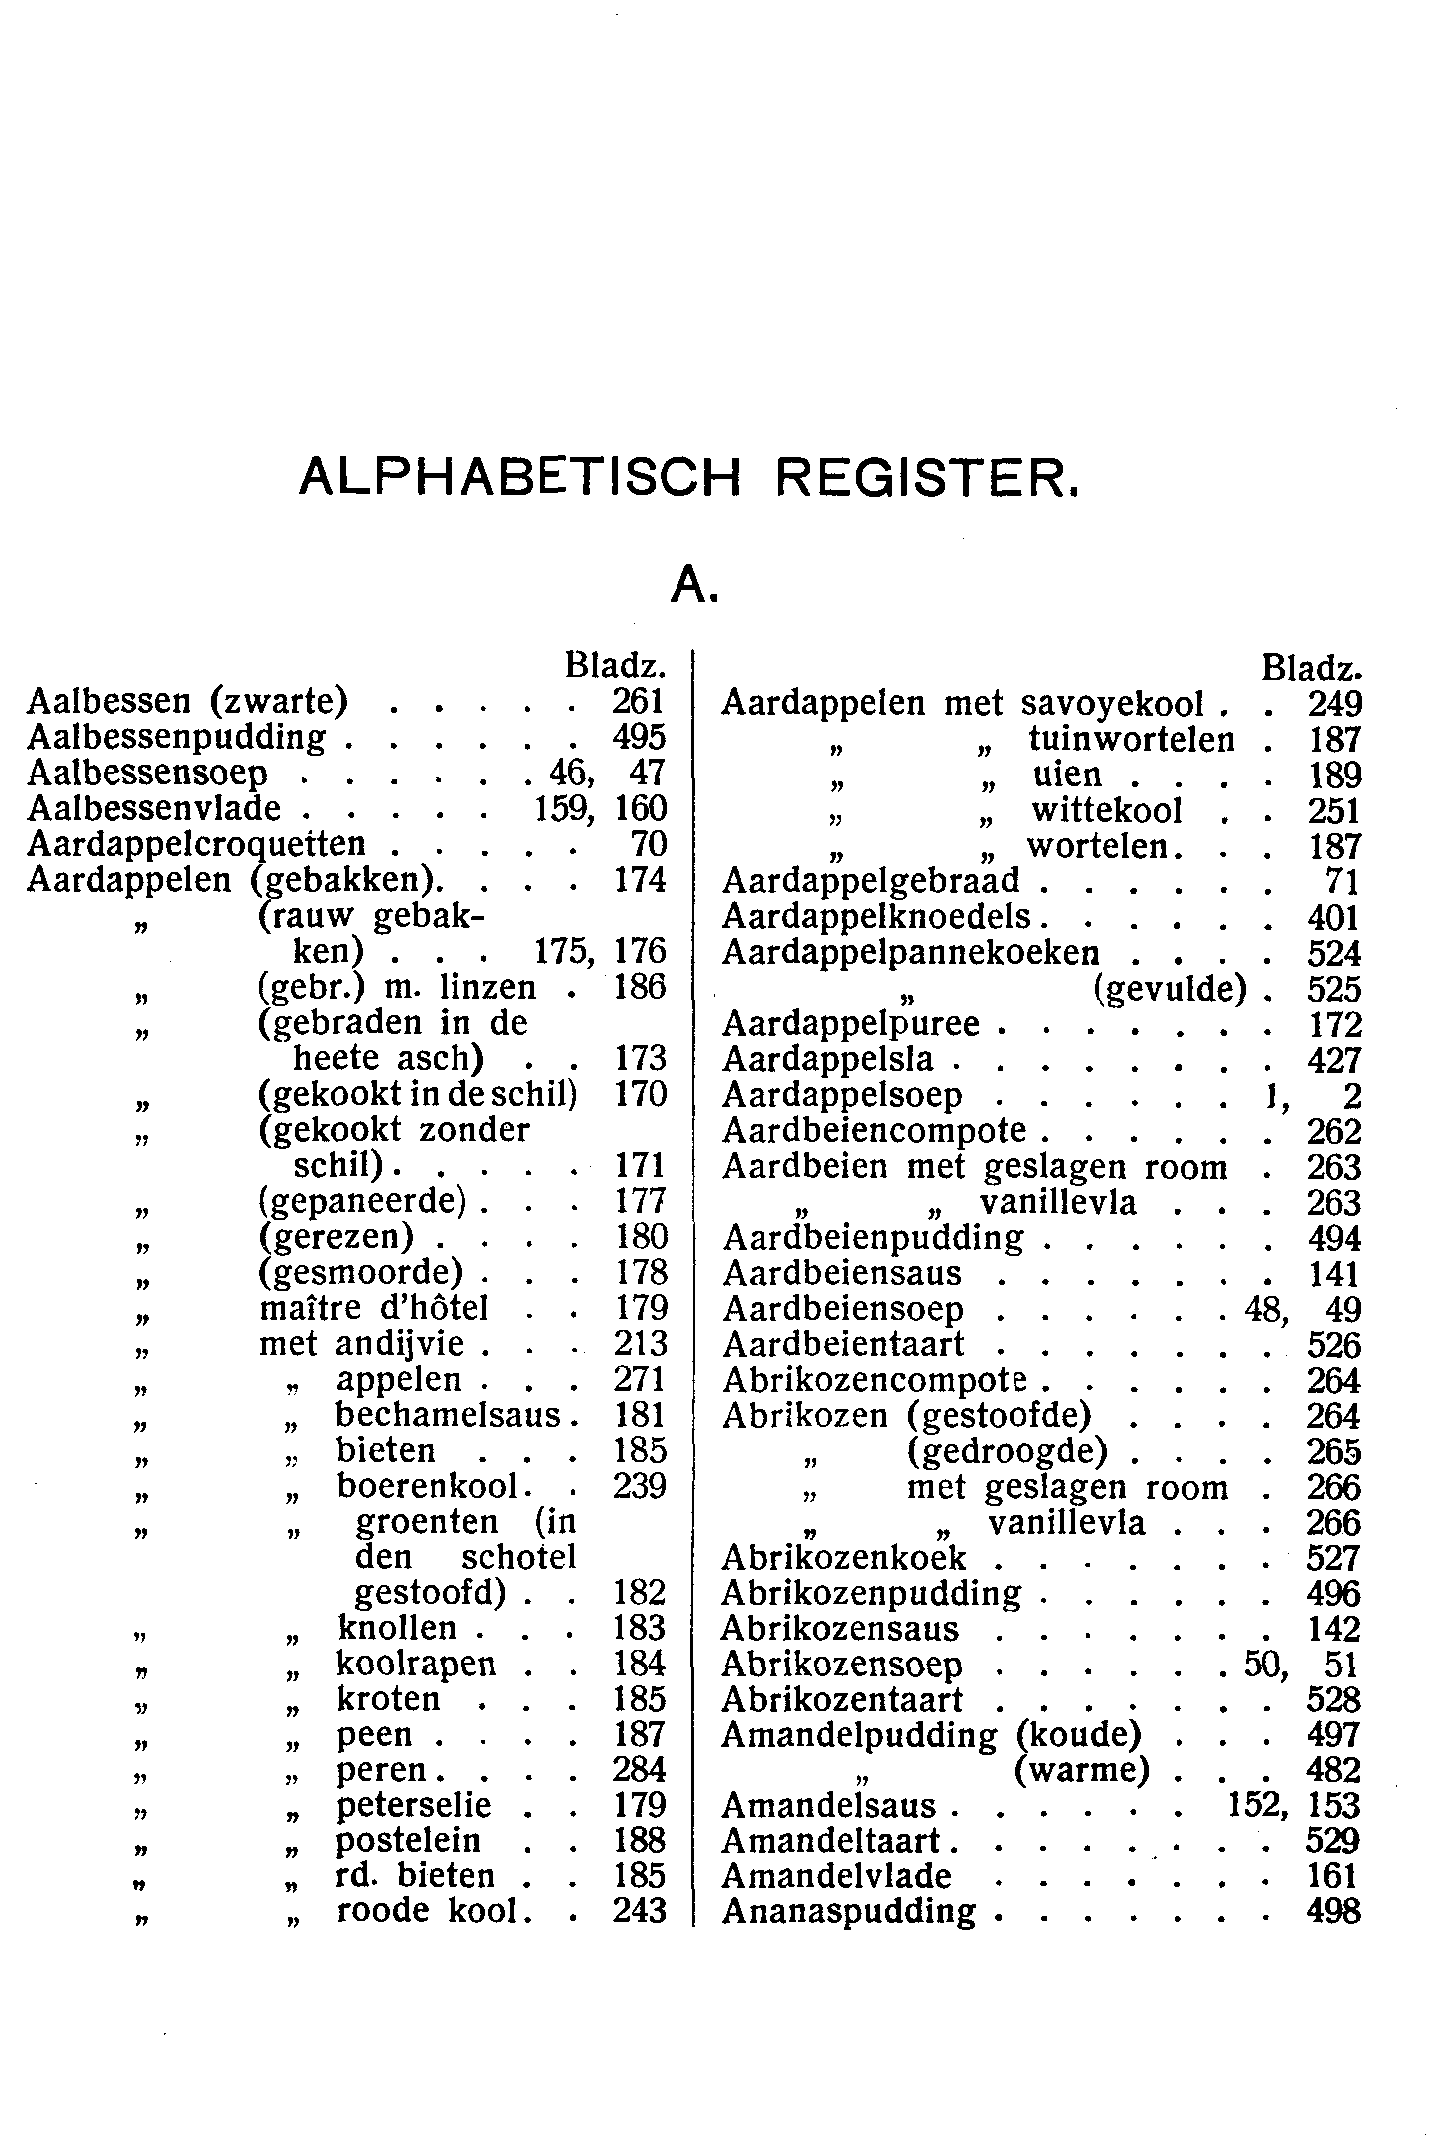 ALPHABETISCH REGISTER.
A.
Bladz.
Aalbessen (zwarte) . . . . . 261
Aalbessenpudding . . . . . . 495
Aalbessensoep . . . . . . 46, 47
Aalbessenvlade . . . . . 159, 160
Aardappelcroquetten . . . . . 70
Aardappelen (gebakken). . . . 174
„ (rauw gebak-
ken) . . . 175, 176
„ (gebr.) m. linzen . 186
„ (gebraden in de
heete asch) . . 173
„ (gekookt in de schil) 170
„ (gekookt zonder
schil) . . . . . 171
„ (gepaneerde) . . . 177
„ (gerezen) . . . . 180
„ (gesmoorde) . . . 178
„ maître d'hôtel . . 179
„ met andijvie . . . 213
„ „ appelen . . . 271
„ „ bechamelsaus . 181
„ „ bieten . . . 185
„ „ boerenkool. . 239
„ „ groenten (in
den schotel
gestoofd) . . 182
„ „ knollen . . . 183
„ „ koolrapen . . 184
„ „ kroten . . . 185
„ „ peen . . . . 187
„ „ peren . . . . 284
„ „ peterselie . . 179
„ „ postelein . . 188
„ „ rd. bieten . . 185
„ „ roode kool. . 243
Bladz.
Aardappelen met savoyekool . . 249
„ „ tuinwortelen . 187
„ „ uien . . . . 189
„ „ wittekool . . 251
„ „ wortelen. . . 187
Aardappelgebraad . . . . . . 71
Aardappelknoedels . . . . . . 401
Aardappelpannekoeken . . . . 524
„ (gevulde) . 525
Aardappelpuree . . . . . . . 172
Aardappelsla . . . . . . . . 427
Aardappelsoep . . . . . . 1, 2
Aardbeiencompote . . . . . . 262
Aardbeien met geslagen room . 263
„ „ vanillevla . . . 263
Aardbeienpudding . . . . . . 494
Aardbeiensaus . . . . . . . 141
Aardbeiensoep . . . . . . 48, 49
Aardbeientaart . . . . . . . 526
Abrikozencompote . . . . . . 264
Abrikozen (gestoofde) . . . . 264
„ (gedroogde) . . . . 265
„ met geslagen room . 266
„ „ vanillevla . . . 266
Abrikozenkoek . . . . . . . 527
Abrikozenpudding . . . . . . 496
Abrikozensaus . . . . . . . 142
Abrikozensoep . . . . . . 50, 51
Abrikozentaart . . . . . . . 528
Amandelpudding (koude) . . . 497
„ (warme) . . . 482
Amandelsaus . . . . . . 152, 153
Amandeltaart . . . . . . . . 529
Amandelvlade . . . . . . . 161
Ananaspudding . . . . . . . 498